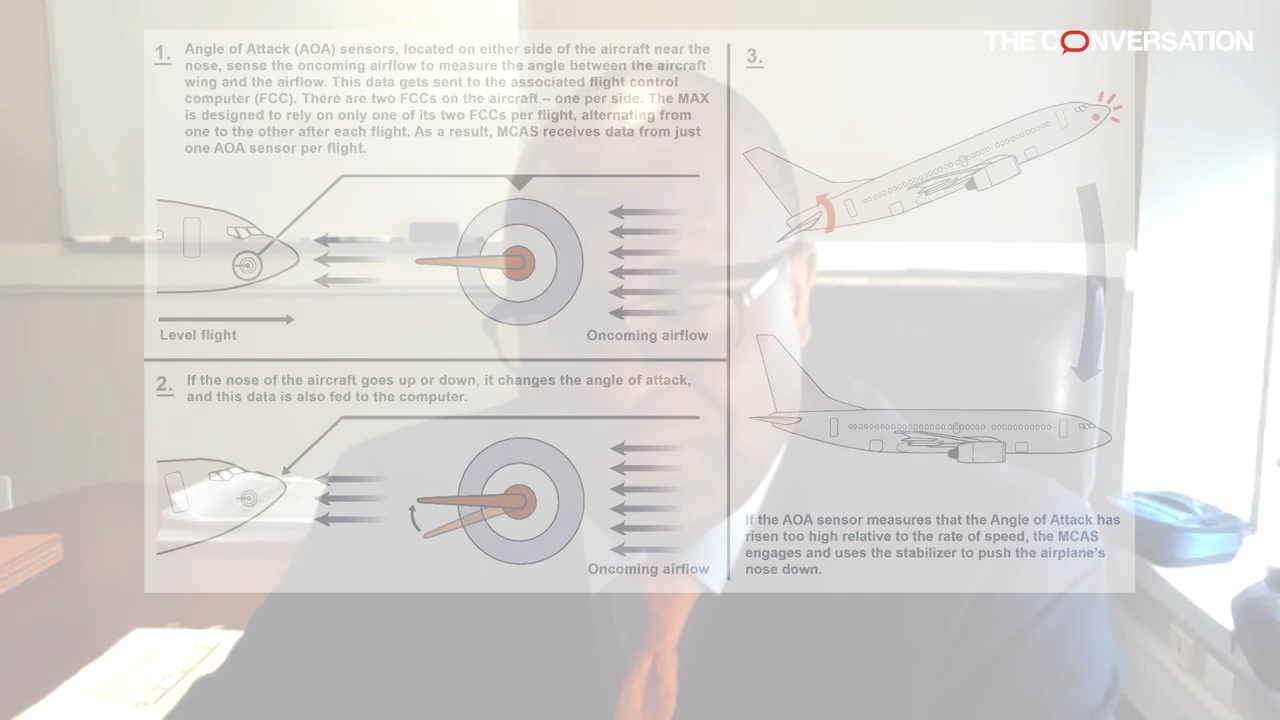 THE CONVERSATION
1.
Angle of Attack (AOA) sensors, located on either side of the aircraft near the
nose, sense the oncoming airflow to measure the angle between the aircraft
wing and the airflow. This data gets sent to the associated flight control
computer (FCC). There are two FCCs on the aircraft – one per side. The MAX
is designed to rely on only one of its two FCCs per flight, alternating from
one to the other after each flight. As a result, MCAS receives data from just
one AOA sensor per flight.
Level flight
Oncoming airflow
2.
If the nose of the aircraft goes up or down, it changes the angle of attack,
and this data is also fed to the computer.
Oncoming airflow
3.
If the AOA sensor measures that the Angle of Attack has
risen too high relative to the rate of speed, the MCAS
engages and uses the stabilizer to push the airplane's
nose down.